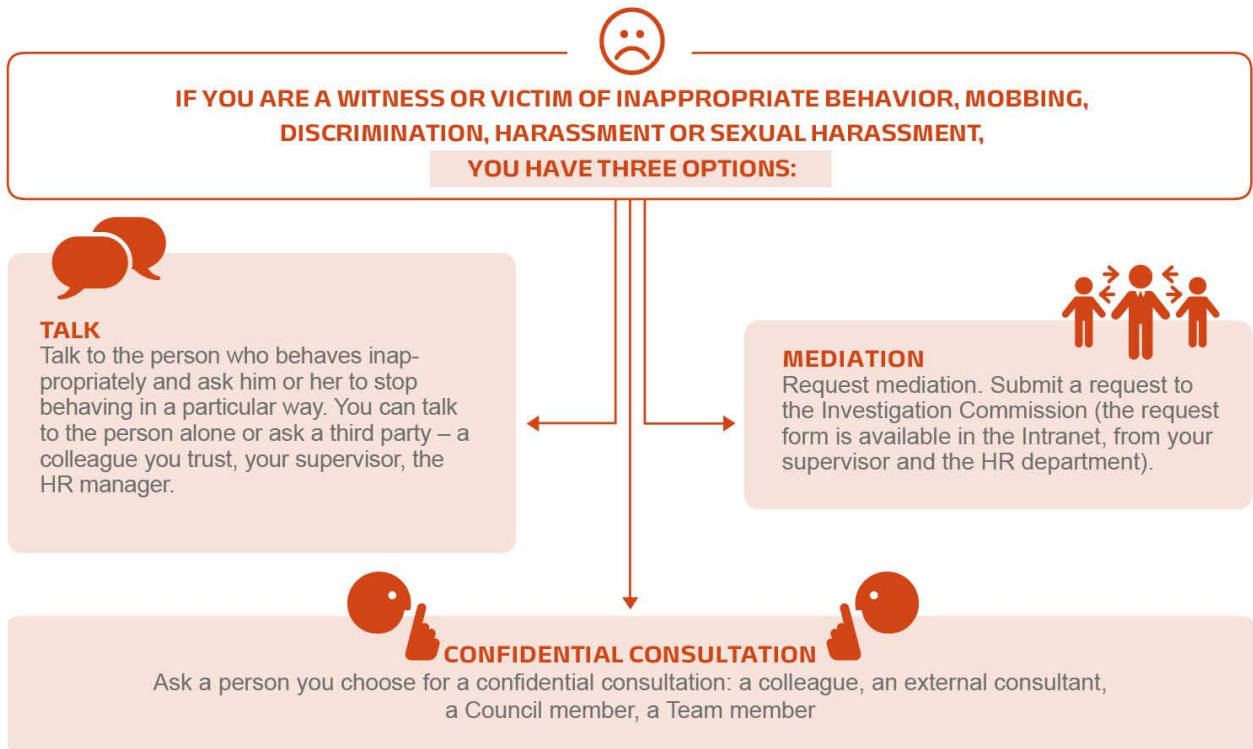 IF YOU ARE A WITNESS OR VICTIM OF INAPPROPRIATE BEHAVIOR, MOBBING,
DISCRIMINATION, HARASSMENT OR SEXUAL HARASSMENT,
YOU HAVE THREE OPTIONS:
TALK
Talk to the person who behaves inap-
propriately and ask him or her to stop
behaving in a particular way. You can talk
to the person alone or ask a third party – a
colleague you trust, your supervisor, the
HR manager.
MEDIATION
Request mediation. Submit a request to
the Investigation Commission (the request
form is available in the Intranet, from your
supervisor and the HR department).
CONFIDENTIAL CONSULTATION
Ask a person you choose for a confidential consultation: a colleague, an external consultant,
a Council member, a Team member